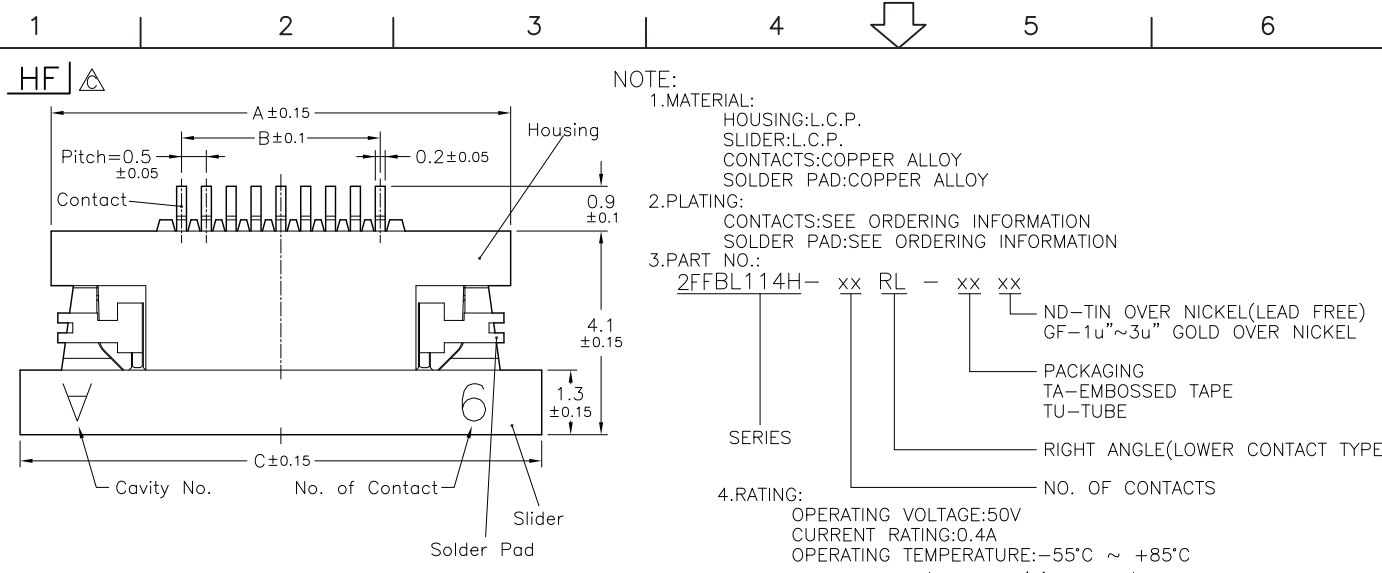 1 2 3 4 5 6
HF
C
A±0.15
B±0.1
Housing
Pitch=0.5
±0.05
0.2±0.05
Contact
0.9
±0.1
4.1
±0.15
1.3
±0.15
A
9
C±0.15
Cavity No.
No. of Contact
Slider
Solder Pad
NOTE:
1.MATERIAL:
HOUSING:L.C.P.
SLIDER:L.C.P.
CONTACTS:COPPER ALLOY
SOLDER PAD:COPPER ALLOY
2.PLATING:
CONTACTS:SEE ORDERING INFORMATION
SOLDER PAD:SEE ORDERING INFORMATION
3.PART NO.:
2FFBL114H- xx RL - xx xx
ND-TIN OVER NICKEL(LEAD FREE)
GF-1u"~3u" GOLD OVER NICKEL
PACKAGING
TA-EMBOSSED TAPE
TU-TUBE
SERIES
RIGHT ANGLE(LOWER CONTACT TYPE
NO. OF CONTACTS
4.RATING:
OPERATING VOLTAGE:50V
CURRENT RATING:0.4A
OPERATING TEMPERATURE:-55°C ~ +85°C